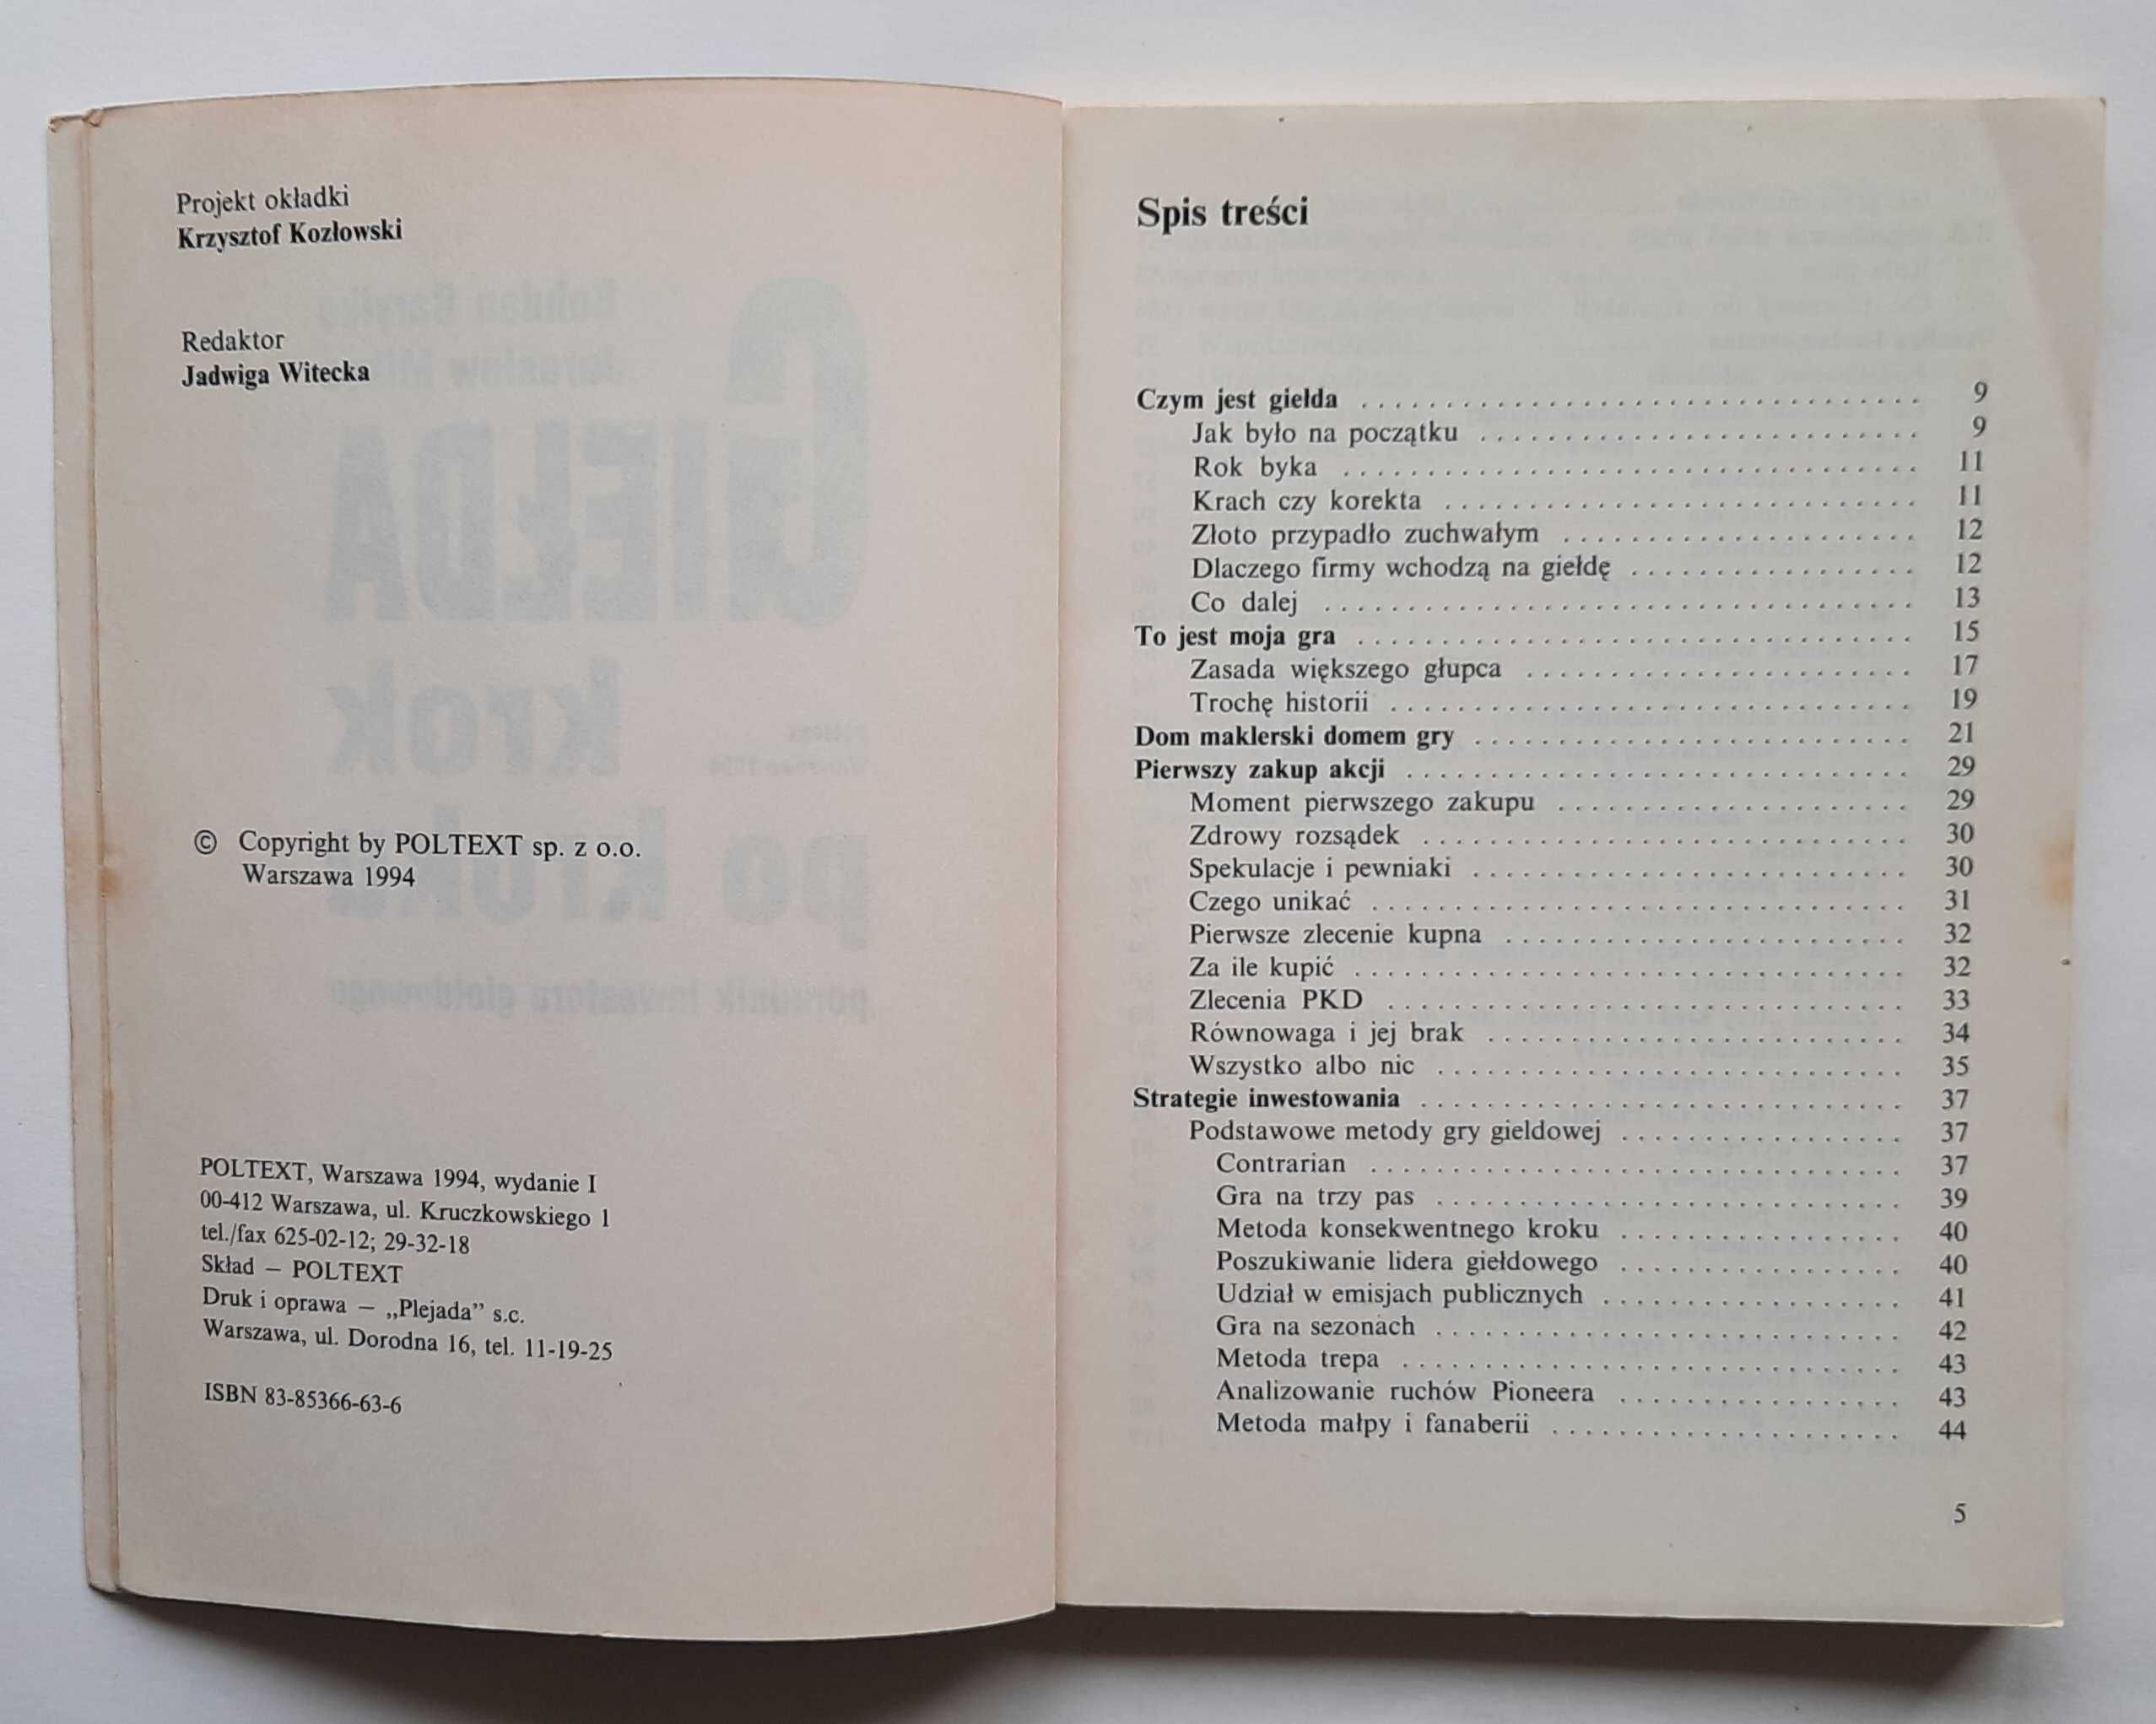 Projekt okładki
Krzysztof Kozłowski
Redaktor
Jadwiga Witecka
© Copyright by POLTEXT sp. z o.o.
Warszawa 1994
POLTEXT, Warszawa 1994, wydanie I
00-412 Warszawa, ul. Kruczkowskiego 1
tel./fax 625-02-12; 29-32-18
Skład – POLTEXT
Druk i oprawa – „Plejada” s.c.
Warszawa, ul. Dorodna 16, tel. 11-19-25
ISBN 83-85366-63-6
Spis treści
Czym jest giełda . . . . . . . . . . 9
Jak było na początku . . . . . . . . . . 9
Rok byka . . . . . . . . . . 11
Krach czy korekta . . . . . . . . . . 11
Złoto przypadło zuchwałym . . . . . . . . . . 12
Dlaczego firmy wchodzą na giełdę . . . . . . . . . . 12
Co dalej . . . . . . . . . . 13
To jest moja gra . . . . . . . . . . 15
Zasada większego głupca . . . . . . . . . . 17
Trochę historii . . . . . . . . . . 19
Dom maklerski domem gry . . . . . . . . . . 21
Pierwszy zakup akcji . . . . . . . . . . 29
Moment pierwszego zakupu . . . . . . . . . . 29
Zdrowy rozsądek . . . . . . . . . . 30
Spekulacje i pewniaki . . . . . . . . . . 30
Czego unikać . . . . . . . . . . 31
Pierwsze zlecenie kupna . . . . . . . . . . 32
Za ile kupić . . . . . . . . . . 32
Zlecenia PKD . . . . . . . . . . 33
Równowaga i jej brak . . . . . . . . . . 34
Wszystko albo nic . . . . . . . . . . 35
Strategie inwestowania . . . . . . . . . . 37
Podstawowe metody gry giełdowej . . . . . . . . . . 37
Contrarian . . . . . . . . . . 37
Gra na trzy pas . . . . . . . . . . 39
Metoda konsekwentnego kroku . . . . . . . . . . 40
Poszukiwanie lidera giełdowego . . . . . . . . . . 40
Udział w emisjach publicznych . . . . . . . . . . 41
Gra na sezonach . . . . . . . . . . 42
Metoda trepa . . . . . . . . . . 43
Analizowanie ruchów Pioneera . . . . . . . . . . 43
Metoda małpy i fanaberii . . . . . . . . . . 44
5